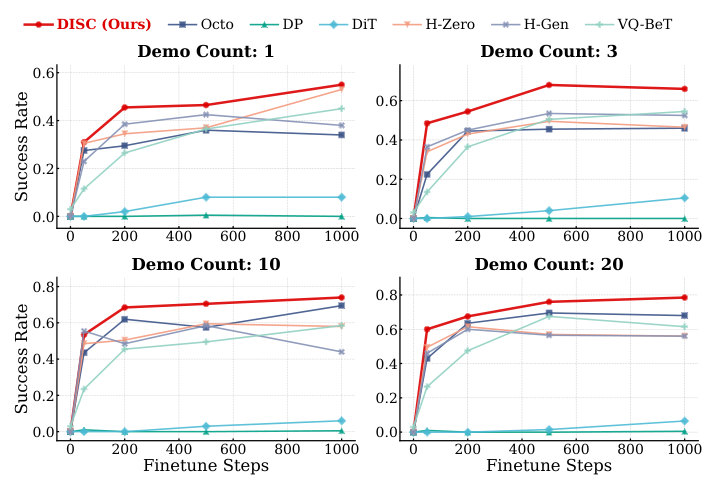 DISC (Ours) Octo DP DiT H-Zero H-Gen VQ-BeT
Demo Count: 1
Success Rate
0.6
0.4
0.2
0.0
0 200 400 600 800 1000
Demo Count: 3
0.6
0.4
0.2
0.0
0 200 400 600 800 1000
Demo Count: 10
Success Rate
0.8
0.6
0.4
0.2
0.0
0 200 400 600 800 1000
Finetune Steps
Demo Count: 20
0.8
0.6
0.4
0.2
0.0
0 200 400 600 800 1000
Finetune Steps